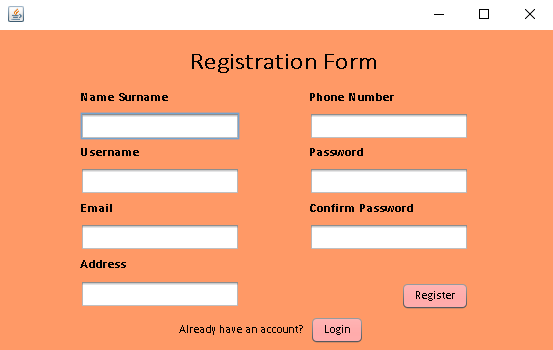 Registration Form
Name Surname
Phone Number
Username
Password
Email
Confirm Password
Address
Register
Already have an account? Login